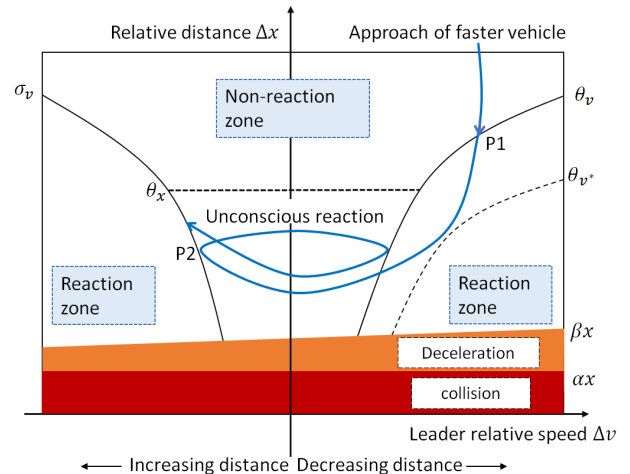 Relative distance Δx
Approach of faster vehicle
σv
θv
Non-reaction
zone
P1
θv*
θx
Unconscious reaction
P2
Reaction
zone
Reaction
zone
βx
Deceleration
αx
collision
Leader relative speed Δv
Increasing distance Decreasing distance